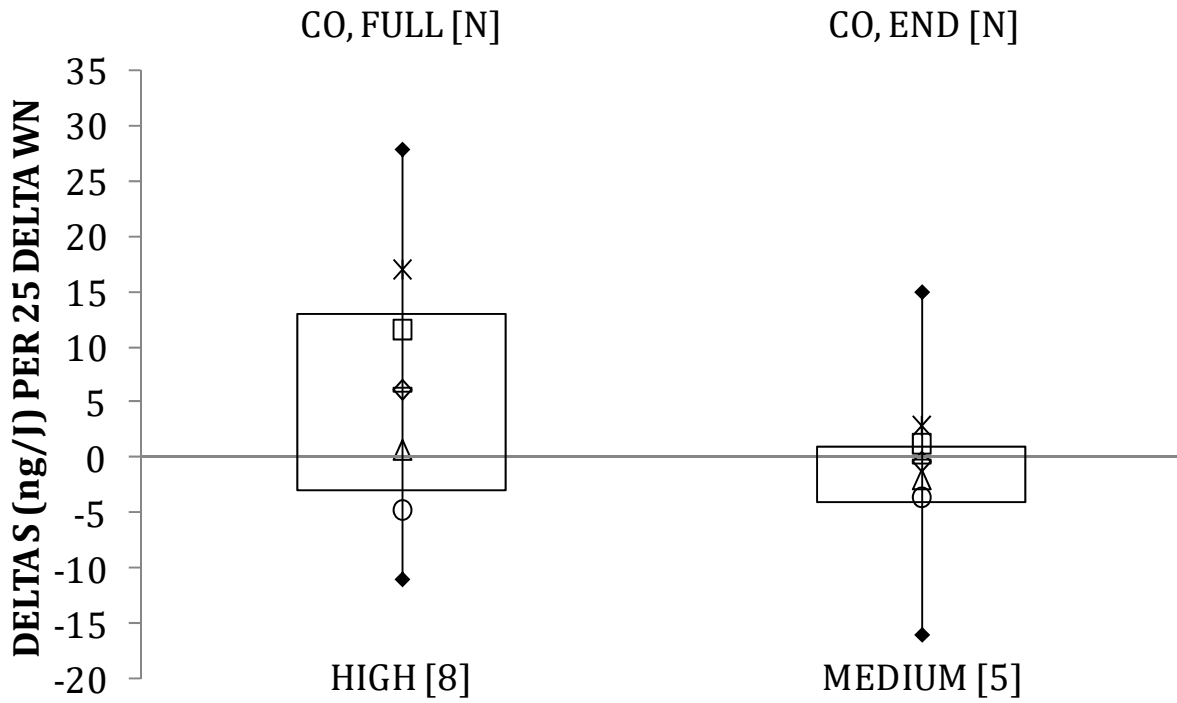 CO, FULL [N]
CO, END [N]
DELTA S (ng/J) PER 25 DELTA WN
35
30
25
20
15
10
5
0
-5
-10
-15
-20
HIGH [8]
MEDIUM [5]